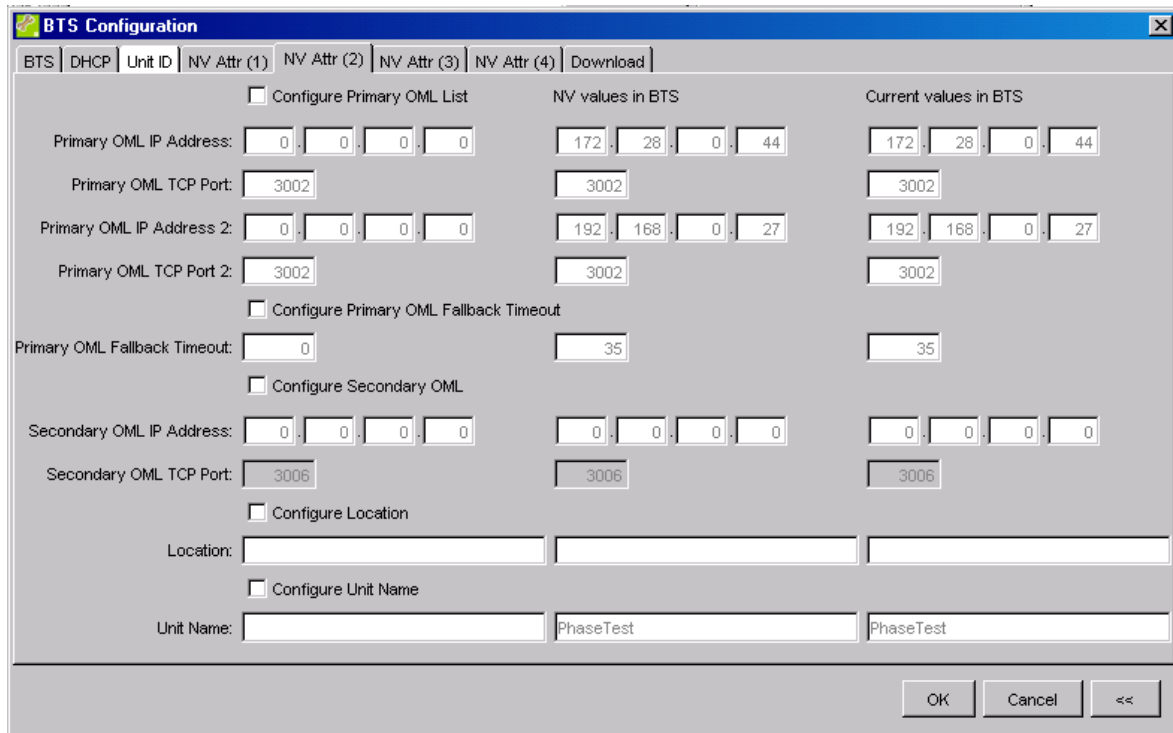 BTS Configuration
BTS DHCP Unit ID NV Attr (1) NV Attr (2) NV Attr (3) NV Attr (4) Download
Configure Primary OML List NV values in BTS Current values in BTS
Primary OML IP Address: 0 . 0 . 0 . 0 172 . 28 . 0 . 44 172 . 28 . 0 . 44
Primary OML TCP Port: 3002 3002 3002
Primary OML IP Address 2: 0 . 0 . 0 . 0 192 . 168 . 0 . 27 192 . 168 . 0 . 27
Primary OML TCP Port 2: 3002 3002 3002
Configure Primary OML Fallback Timeout
Primary OML Fallback Timeout: 0 35 35
Configure Secondary OML
Secondary OML IP Address: 0 . 0 . 0 . 0 0 . 0 . 0 . 0 0 . 0 . 0 . 0
Secondary OML TCP Port: 3006 3006 3006
Configure Location
Location:
Configure Unit Name
Unit Name: PhaseTest PhaseTest
OK Cancel <<